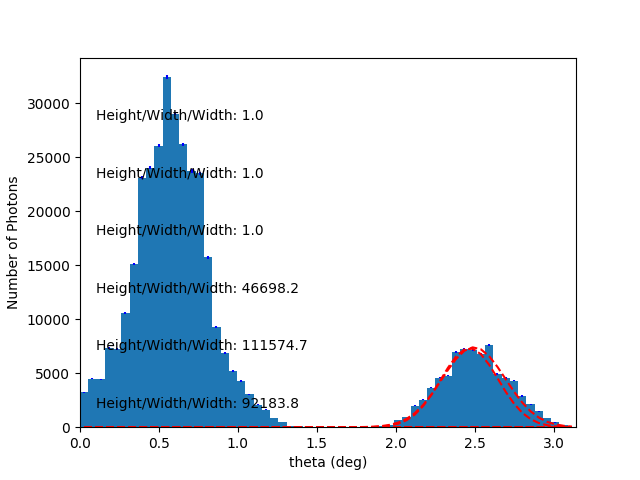 30000
25000
20000
15000
10000
5000
0
Number of Photons
Height/Width/Width: 1.0
Height/Width/Width: 1.0
Height/Width/Width: 1.0
Height/Width/Width: 46698.2
Height/Width/Width: 111574.7
Height/Width/Width: 92183.8
0.0 0.5 1.0 1.5 2.0 2.5 3.0
theta (deg)